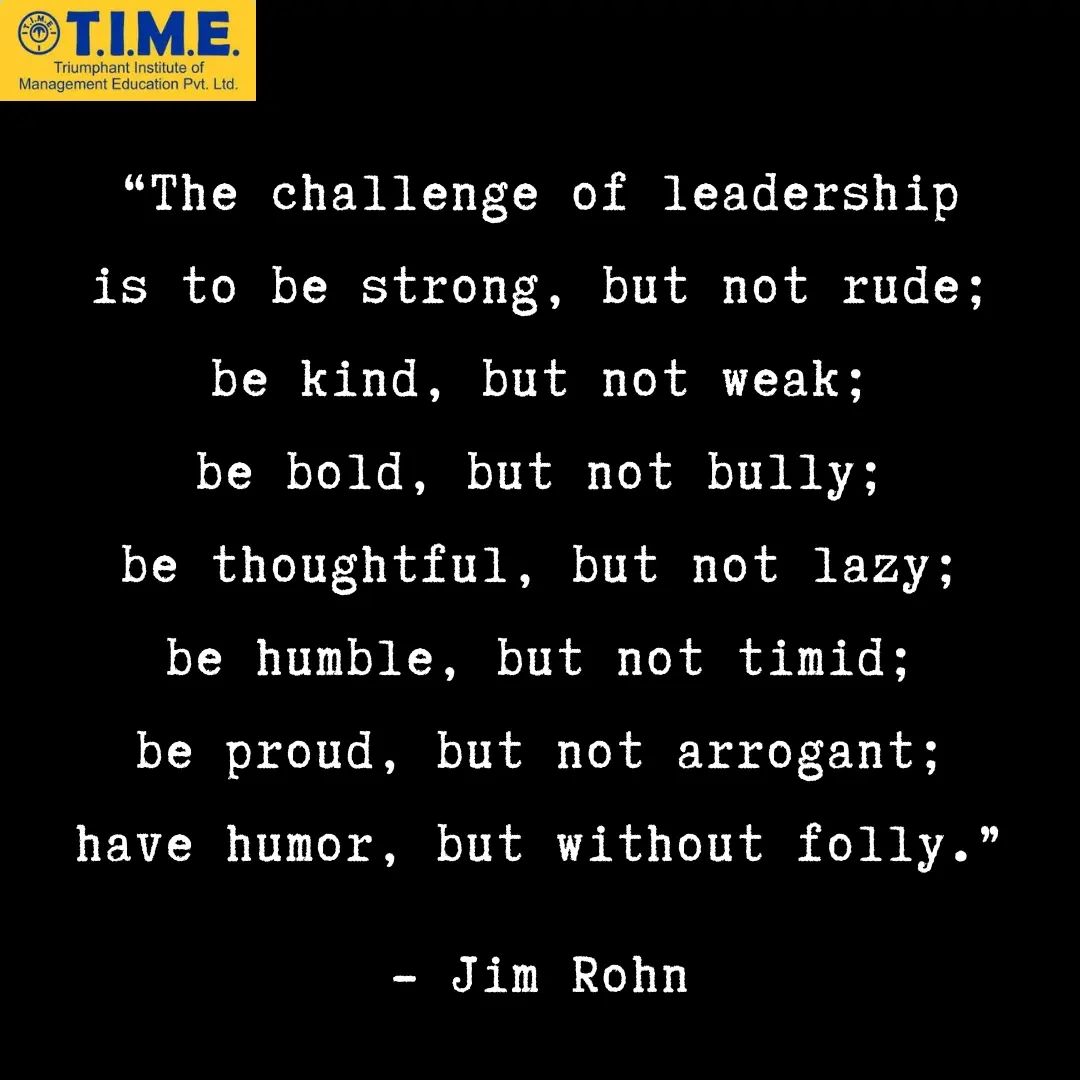 T.I.M.E.
Triumphant Institute of
Management Education Pvt. Ltd.
“The challenge of leadership
is to be strong, but not rude;
be kind, but not weak;
be bold, but not bully;
be thoughtful, but not lazy;
be humble, but not timid;
be proud, but not arrogant;
have humor, but without folly.”
– Jim Rohn